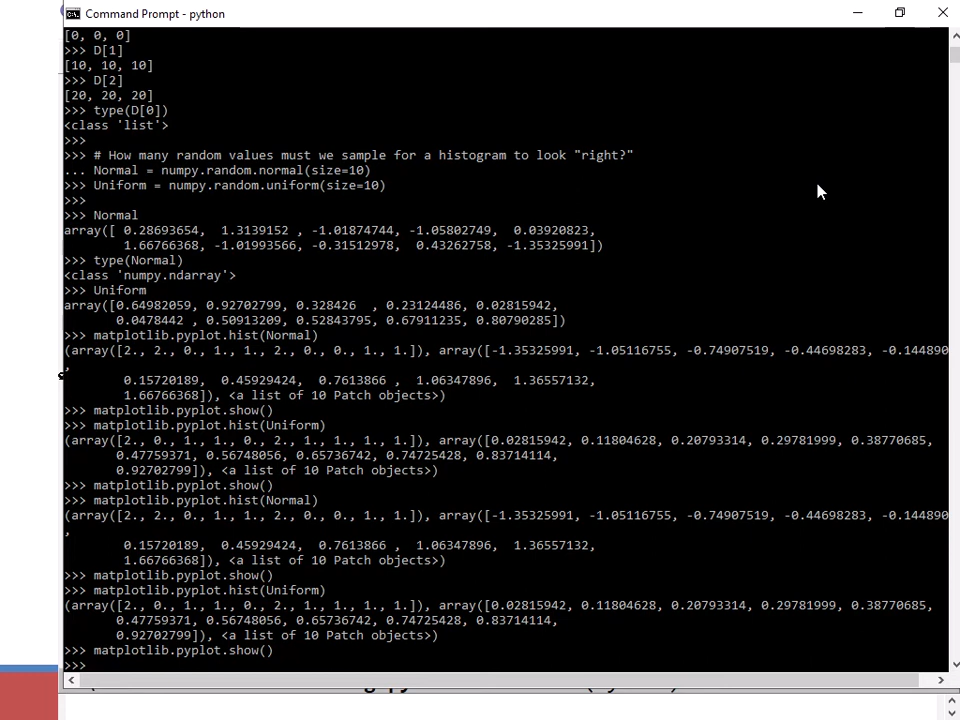 Command Prompt - python
[0, 0, 0]
>>> D[1]
[10, 10, 10]
>>> D[2]
[20, 20, 20]
>>> type(D[0])
<class 'list'>
>>>
>>> # How many random values must we sample for a histogram to look "right?"
... Normal = numpy.random.normal(size=10)
>>> Uniform = numpy.random.uniform(size=10)
>>>
>>> Normal
array([ 0.28693654,  1.3139152 , -1.01874744, -1.05802749,  0.03920823,
        1.66766368, -1.01993566, -0.31512978,  0.43262758, -1.35325991])
>>> type(Normal)
<class 'numpy.ndarray'>
>>> Uniform
array([0.64982059, 0.92702799, 0.328426  , 0.23124486, 0.02815942,
       0.0478442 , 0.50913209, 0.52843795, 0.67911235, 0.80790285])
>>> matplotlib.pyplot.hist(Normal)
(array([2., 2., 0., 1., 1., 2., 0., 0., 1., 1.]), array([-1.35325991, -1.05116755, -0.74907519, -0.44698283, -0.144890
,
        0.15720189,  0.45929424,  0.7613866 ,  1.06347896,  1.36557132,
        1.66766368]), <a list of 10 Patch objects>)
>>> matplotlib.pyplot.show()
>>> matplotlib.pyplot.hist(Uniform)
(array([2., 0., 1., 1., 0., 2., 1., 1., 1., 1.]), array([0.02815942, 0.11804628, 0.20793314, 0.29781999, 0.38770685,
       0.47759371, 0.56748056, 0.65736742, 0.74725428, 0.83714114,
       0.92702799]), <a list of 10 Patch objects>)
>>> matplotlib.pyplot.show()
>>> matplotlib.pyplot.hist(Normal)
(array([2., 2., 0., 1., 1., 2., 0., 0., 1., 1.]), array([-1.35325991, -1.05116755, -0.74907519, -0.44698283, -0.144890
,
        0.15720189,  0.45929424,  0.7613866 ,  1.06347896,  1.36557132,
        1.66766368]), <a list of 10 Patch objects>)
>>> matplotlib.pyplot.show()
>>> matplotlib.pyplot.hist(Uniform)
(array([2., 0., 1., 1., 0., 2., 1., 1., 1., 1.]), array([0.02815942, 0.11804628, 0.20793314, 0.29781999, 0.38770685,
       0.47759371, 0.56748056, 0.65736742, 0.74725428, 0.83714114,
       0.92702799]), <a list of 10 Patch objects>)
>>> matplotlib.pyplot.show()
>>>